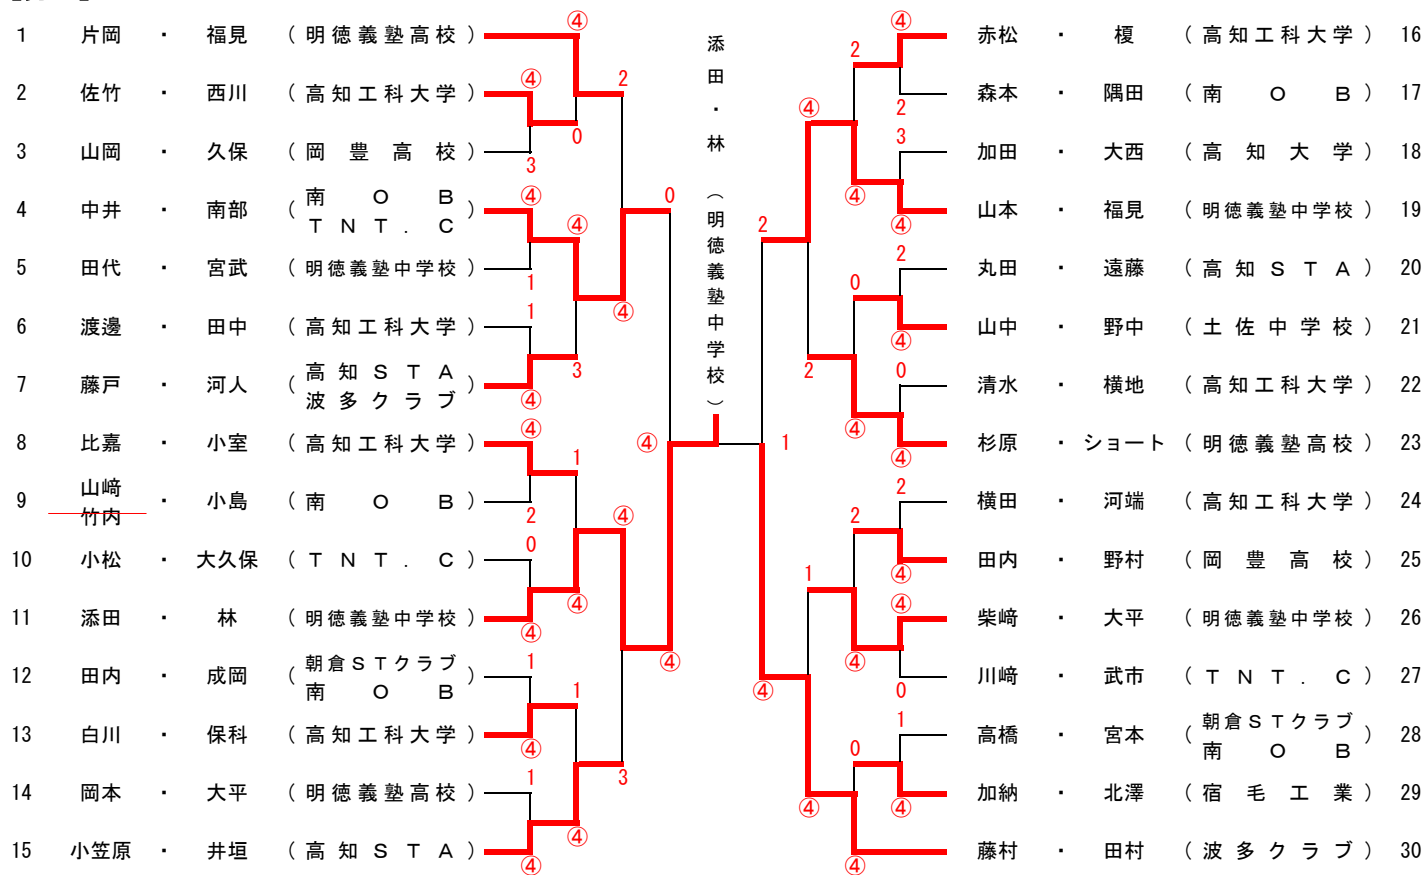 1 片岡 ・ 福見 （明徳義塾高校）
2 佐竹 ・ 西川 （高知工科大学）
3 山岡 ・ 久保 （岡豊高校）
4 中井 ・ 南部 （南OB TNT.C）
5 田代 ・ 宮武 （明徳義塾中学校）
6 渡邊 ・ 田中 （高知工科大学）
7 藤戸 ・ 河人 （高知STA 波多クラブ）
8 比嘉 ・ 小室 （高知工科大学）
9 山﨑 竹内 ・ 小島 （南OB）
10 小松 ・ 大久保 （TNT.C）
11 添田 ・ 林 （明徳義塾中学校）
12 田内 ・ 成岡 （朝倉STクラブ 南OB）
13 白川 ・ 保科 （高知工科大学）
14 岡本 ・ 大平 （明徳義塾高校）
15 小笠原 ・ 井垣 （高知STA）
④ ④ 3 ④ 1 1 ④ ④ 2 0 ④ 1 ④ 1 ④
0 ④ 3 1 ④ 1 ④
2 ④ ④ 3
0 ④
④
添田・林（明徳義塾中学校）
1
2 ④
④ 2 1 ④
2 ④ 0 ④ 2 ④ 0 ④
④ 2 3 ④ 2 ④ 0 ④ 2 ④ ④ 0 1 ④
赤松 ・ 榎 （高知工科大学） 16
森本 ・ 隅田 （南OB） 17
加田 ・ 大西 （高知大学） 18
山本 ・ 福見 （明徳義塾中学校） 19
丸田 ・ 遠藤 （高知STA） 20
山中 ・ 野中 （土佐中学校） 21
清水 ・ 横地 （高知工科大学） 22
杉原 ・ ショート （明徳義塾高校） 23
横田 ・ 河端 （高知工科大学） 24
田内 ・ 野村 （岡豊高校） 25
柴﨑 ・ 大平 （明徳義塾中学校） 26
川﨑 ・ 武市 （TNT.C） 27
高橋 ・ 宮本 （朝倉STクラブ 南OB） 28
加納 ・ 北澤 （宿毛工業） 29
藤村 ・ 田村 （波多クラブ） 30